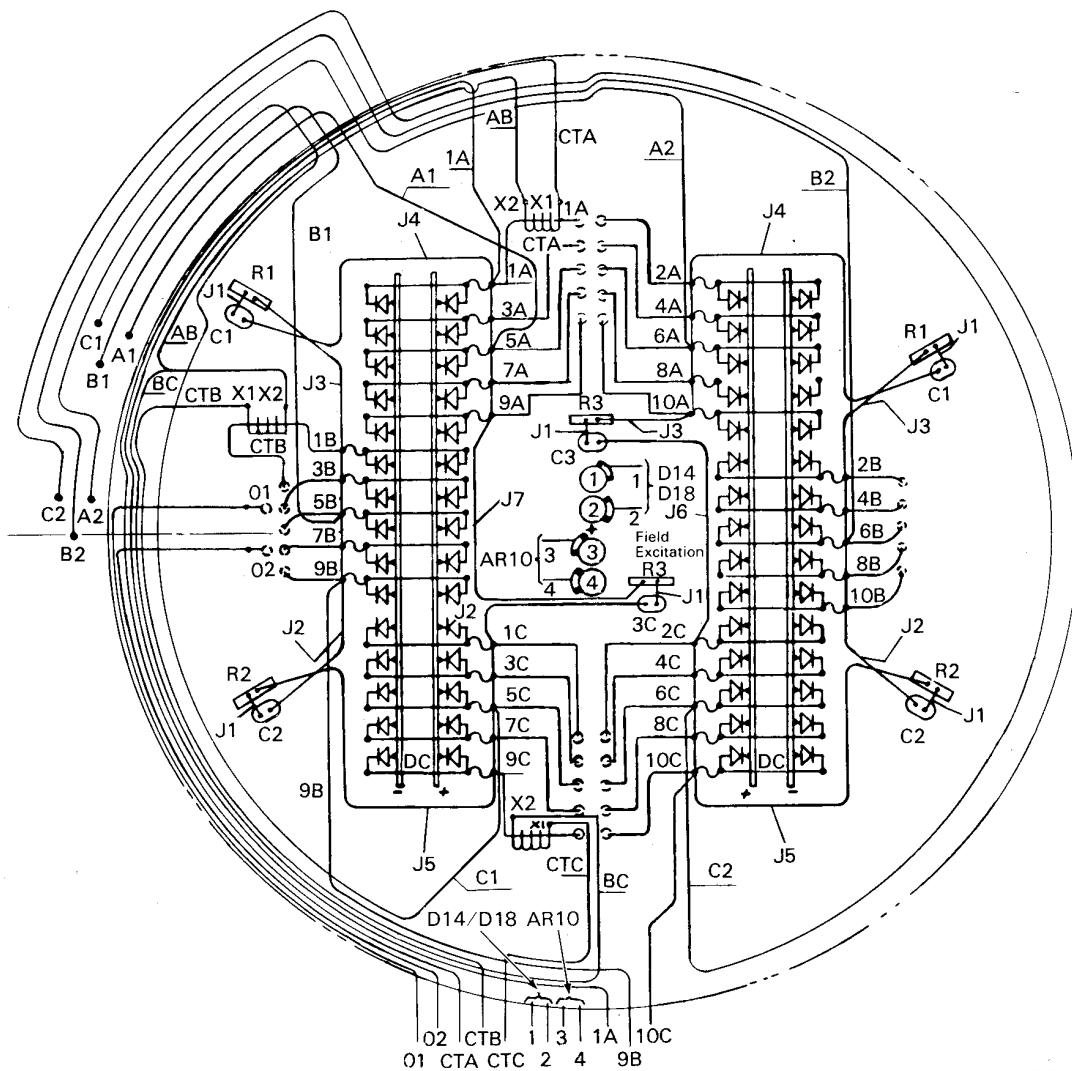 AB
CTA
1A
A1
A2
B2
X2 X1 1A
B1
J4
CTA
J4
R1
J1
C1
1A
2A
3A
4A
5A
6A
7A
8A
9A
10A
C1
A1
B1
AB
BC
CTB
X1 X2
CTB
J3
R1
J1
C1
J3
R3
J1
J3
C3
1B
3B
5B
7B
9B
01
02
C2
A2
B2
2B
4B
6B
8B
10B
1
1
D14
D18
2
2
J6
J7
AR10
3
3
4
4
Field
Excitation
R3
J1
3C
J2
J2
J2
R2
J1
C2
R2
J1
C2
1C
2C
3C
4C
5C
6C
7C
8C
9C
10C
DC
- +
DC
+ -
9B
X2
X1
J5
J5
CTC
BC
C1
C2
D14/D18 AR10
01
02
CTA
CTB
CTC
1
2
3
4
1A
9B
10C